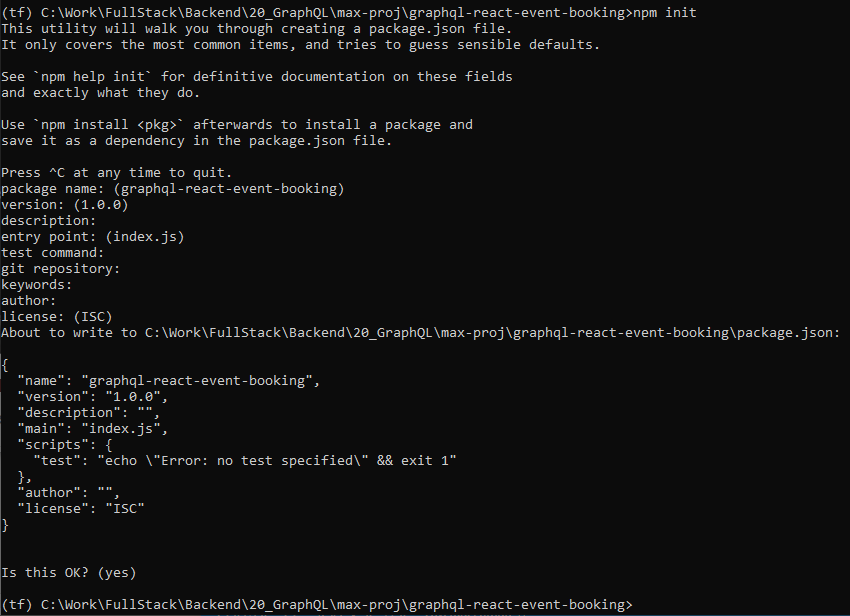 (tf) C:\Work\FullStack\Backend\20_GraphQL\max-proj\graphql-react-event-booking>npm init
This utility will walk you through creating a package.json file.
It only covers the most common items, and tries to guess sensible defaults.
See `npm help init` for definitive documentation on these fields
and exactly what they do.
Use `npm install <pkg>` afterwards to install a package and
save it as a dependency in the package.json file.
Press ^C at any time to quit.
package name: (graphql-react-event-booking)
version: (1.0.0)
description:
entry point: (index.js)
test command:
git repository:
keywords:
author:
license: (ISC)
About to write to C:\Work\FullStack\Backend\20_GraphQL\max-proj\graphql-react-event-booking\package.json:
{
  "name": "graphql-react-event-booking",
  "version": "1.0.0",
  "description": "",
  "main": "index.js",
  "scripts": {
    "test": "echo \"Error: no test specified\" && exit 1"
  },
  "author": "",
  "license": "ISC"
}
Is this OK? (yes)
(tf) C:\Work\FullStack\Backend\20_GraphQL\max-proj\graphql-react-event-booking>